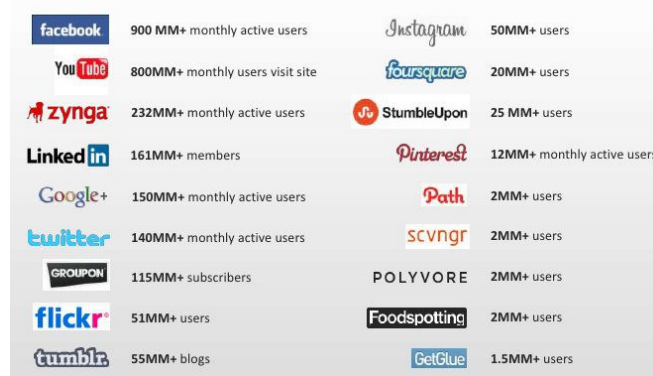 facebook 900 MM+ monthly active users
YouTube 800MM+ monthly users visit site
zynga 232MM+ monthly active users
Linked in 161MM+ members
Google+ 150MM+ monthly active users
twitter 140MM+ monthly active users
GROUPON 115MM+ subscribers
flickr 51MM+ users
tumblr. 55MM+ blogs
Instagram 50MM+ users
foursquare 20MM+ users
StumbleUpon 25 MM+ users
Pinterest 12MM+ monthly active users
Path 2MM+ users
scvngr 2MM+ users
POLYVORE 2MM+ users
Foodspotting 2MM+ users
GetGlue 1.5MM+ users